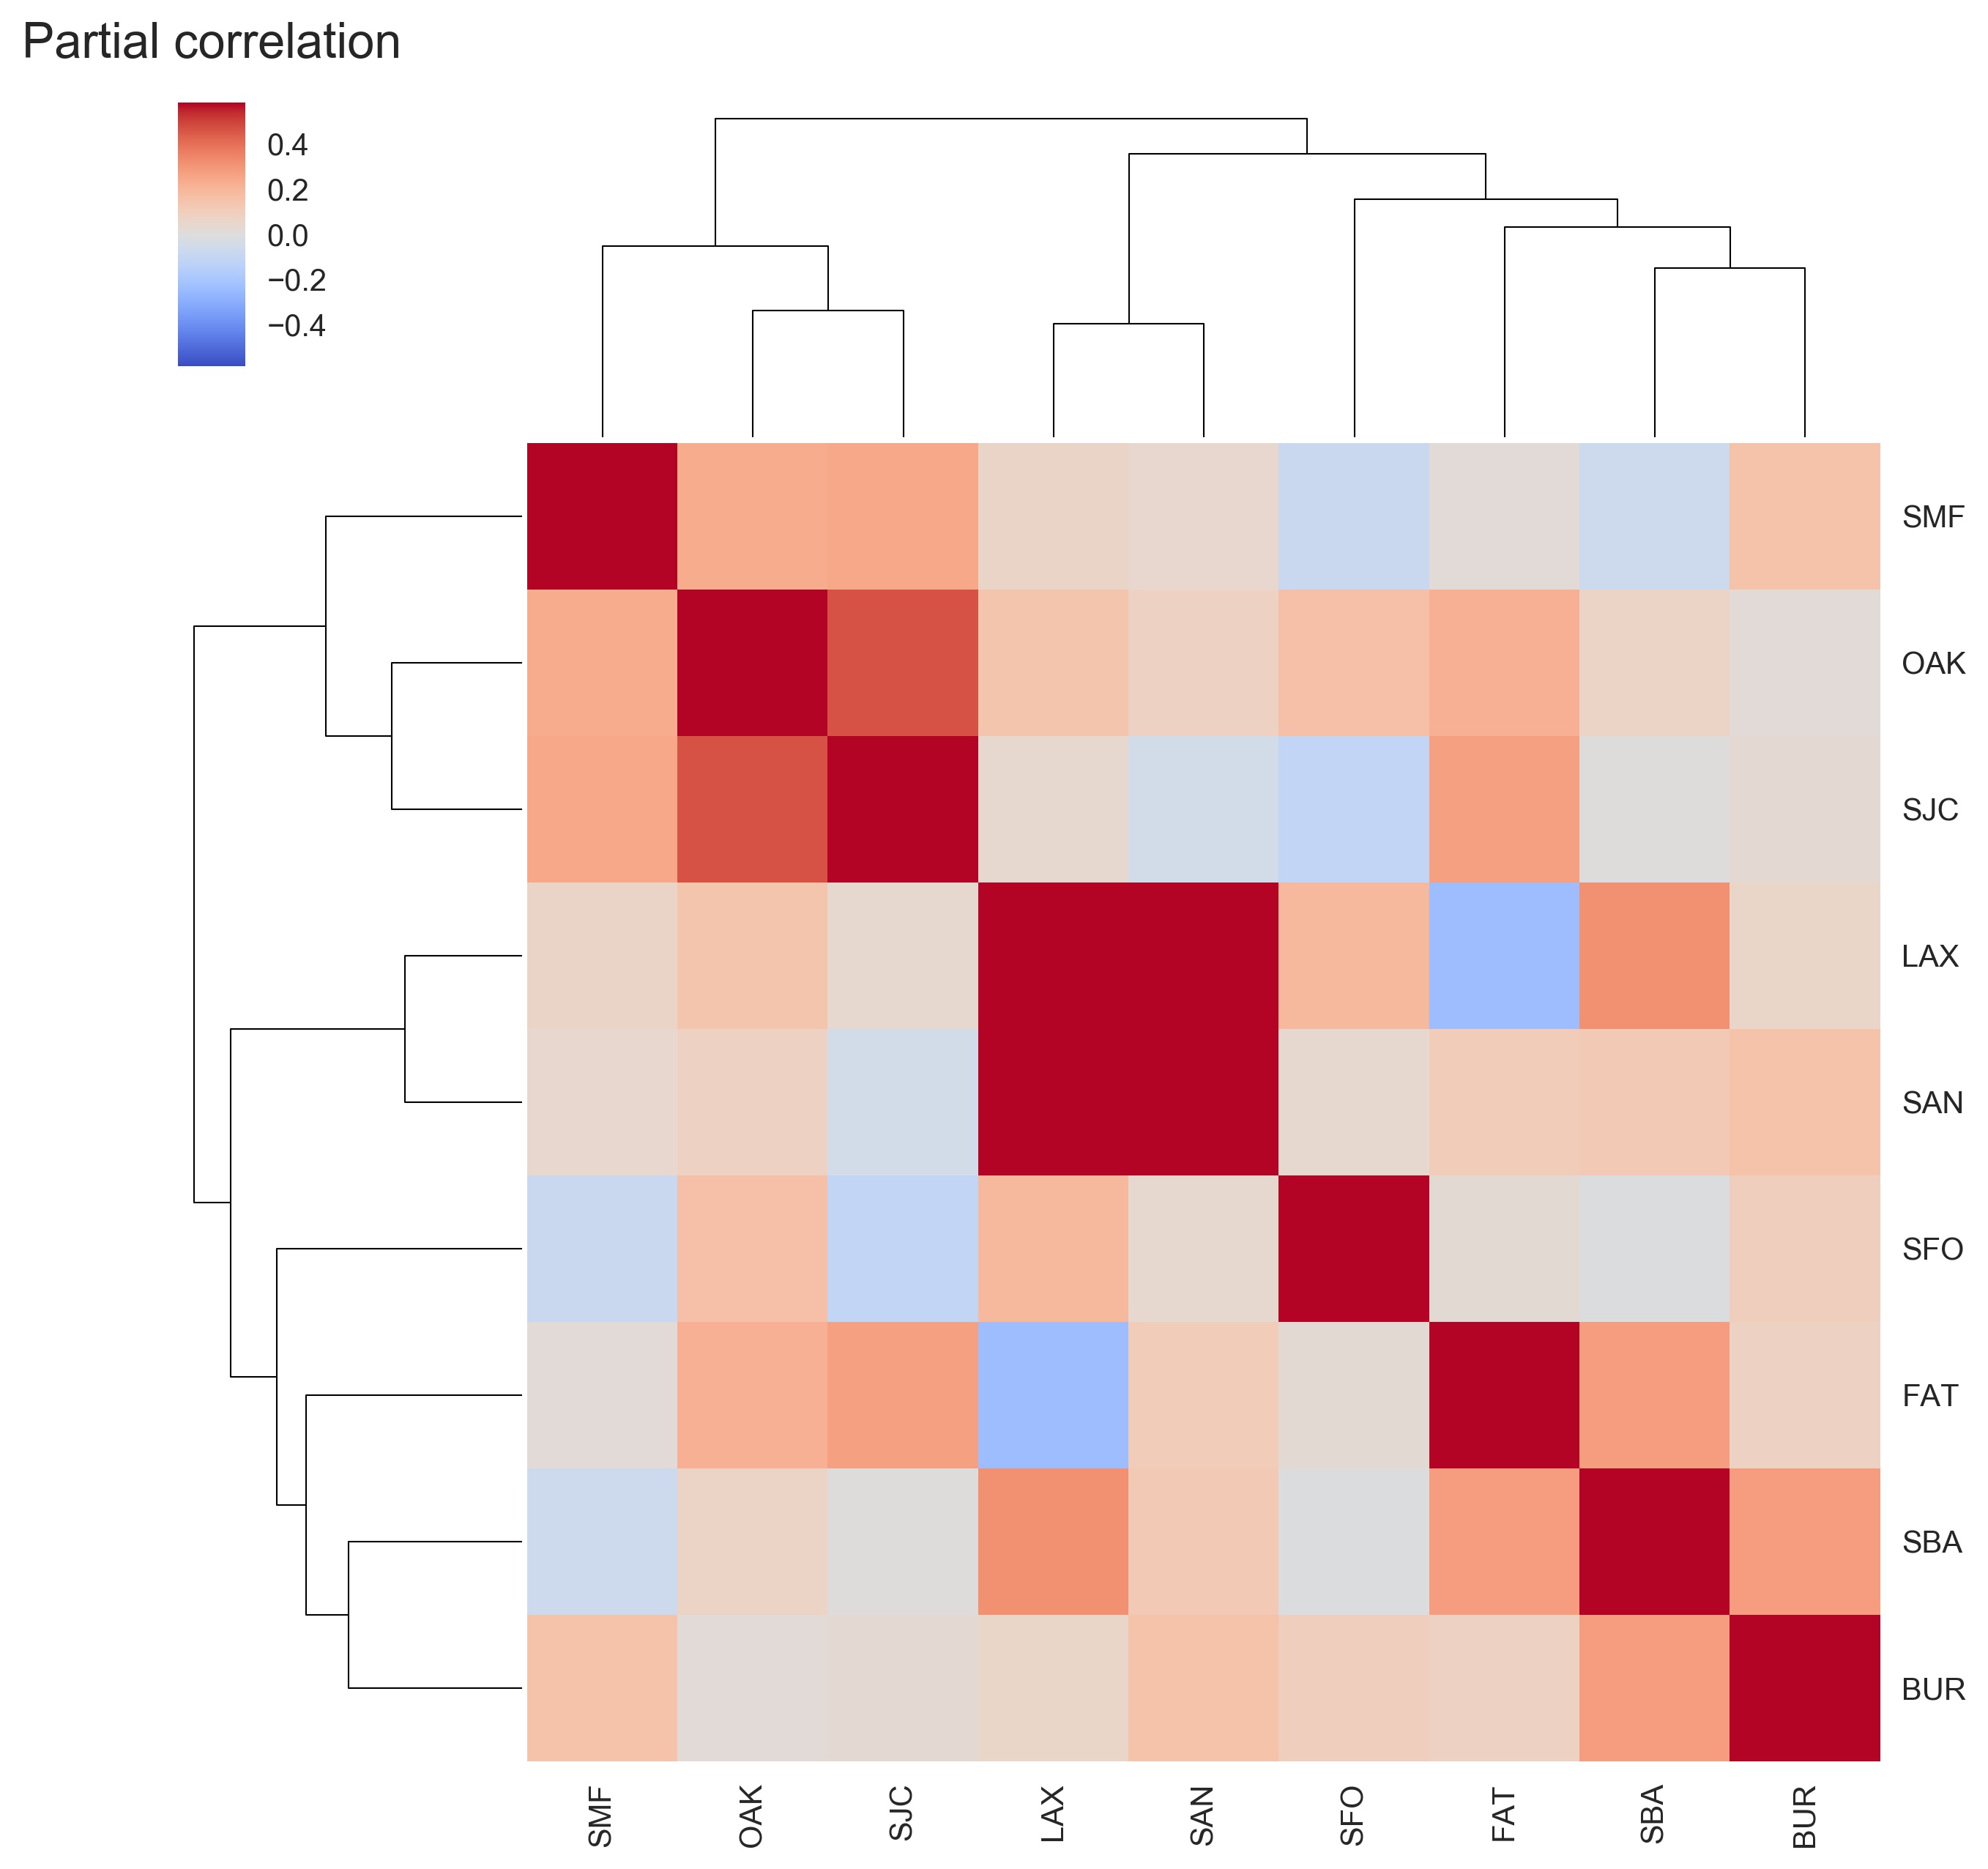 Partial correlation
0.4
0.2
0.0
−0.2
−0.4
SMF
OAK
SJC
LAX
SAN
SFO
FAT
SBA
BUR
SMF
OAK
SJC
LAX
SAN
SFO
FAT
SBA
BUR